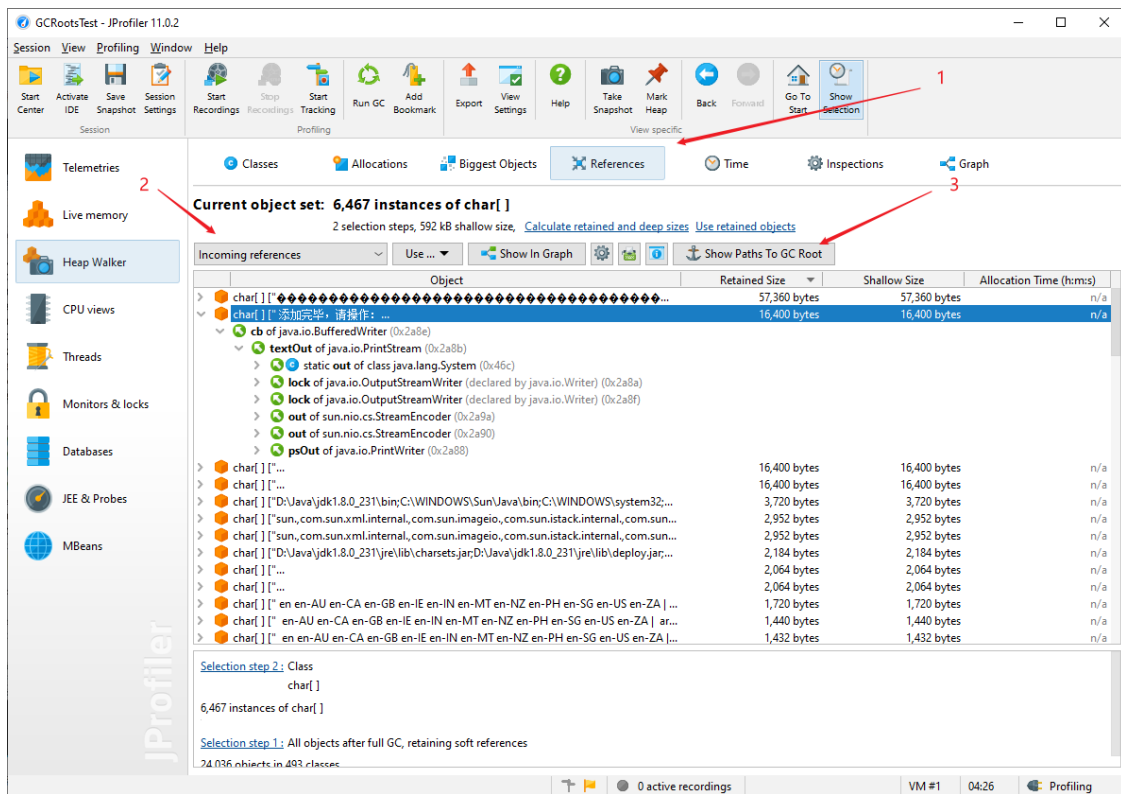 GCRootsTest - JProfiler 11.0.2
Session View Profiling Window Help
Start Center
Activate IDE
Save Snapshot
Session Settings
Start Recordings
Stop Recordings
Start Tracking
Run GC
Add Bookmark
Export
View Settings
Help
Take Snapshot
Mark Heap
Back
Forward
Go To Start
Show Selection
Session
Profiling
View specific
1
Telemetries
Live memory
Heap Walker
CPU views
Threads
Monitors & locks
Databases
JEE & Probes
MBeans
JProfiler
Classes Allocations Biggest Objects References Time Inspections Graph
2
3
Current object set: 6,467 instances of char[ ]
2 selection steps, 592 kB shallow size, Calculate retained and deep sizes Use retained objects
Incoming references Use ... Show In Graph Show Paths To GC Root
Object Retained Size Shallow Size Allocation Time (h:m:s)
char[ ] ["����������������������������������������... 57,360 bytes 57,360 bytes n/a
char[ ] ["添加完毕，请操作：... 16,400 bytes 16,400 bytes n/a
cb of java.io.BufferedWriter (0x2a8e)
textOut of java.io.PrintStream (0x2a8b)
static out of class java.lang.System (0x46c)
lock of java.io.OutputStreamWriter (declared by java.io.Writer) (0x2a8a)
lock of java.io.OutputStreamWriter (declared by java.io.Writer) (0x2a8f)
out of sun.nio.cs.StreamEncoder (0x2a9a)
out of sun.nio.cs.StreamEncoder (0x2a90)
psOut of java.io.PrintWriter (0x2a88)
char[ ] ["... 16,400 bytes 16,400 bytes n/a
char[ ] ["... 16,400 bytes 16,400 bytes n/a
char[ ] ["D:\Java\jdk1.8.0_231\bin;C:\WINDOWS\Sun\Java\bin;C:\WINDOWS\system32;... 3,720 bytes 3,720 bytes n/a
char[ ] ["sun.,com.sun.xml.internal.,com.sun.imageio.,com.sun.istack.internal.,com.sun... 2,952 bytes 2,952 bytes n/a
char[ ] ["sun.,com.sun.xml.internal.,com.sun.imageio.,com.sun.istack.internal.,com.sun... 2,952 bytes 2,952 bytes n/a
char[ ] ["D:\Java\jdk1.8.0_231\jre\lib\charsets.jar;D:\Java\jdk1.8.0_231\jre\lib\deploy.jar;... 2,184 bytes 2,184 bytes n/a
char[ ] ["... 2,064 bytes 2,064 bytes n/a
char[ ] ["... 2,064 bytes 2,064 bytes n/a
char[ ] [" en en-AU en-CA en-GB en-IE en-IN en-MT en-NZ en-PH en-SG en-US en-ZA | ... 1,720 bytes 1,720 bytes n/a
char[ ] [" en-AU en-CA en-GB en-IE en-IN en-MT en-NZ en-PH en-SG en-US en-ZA | ar... 1,440 bytes 1,440 bytes n/a
char[ ] [" en en-AU en-CA en-GB en-IE en-IN en-MT en-NZ en-PH en-SG en-US en-ZA |... 1,432 bytes 1,432 bytes n/a
Selection step 2 : Class
char[ ]
6,467 instances of char[ ]
Selection step 1 : All objects after full GC, retaining soft references
24,036 objects in 493 classes
0 active recordings VM #1 04:26 Profiling